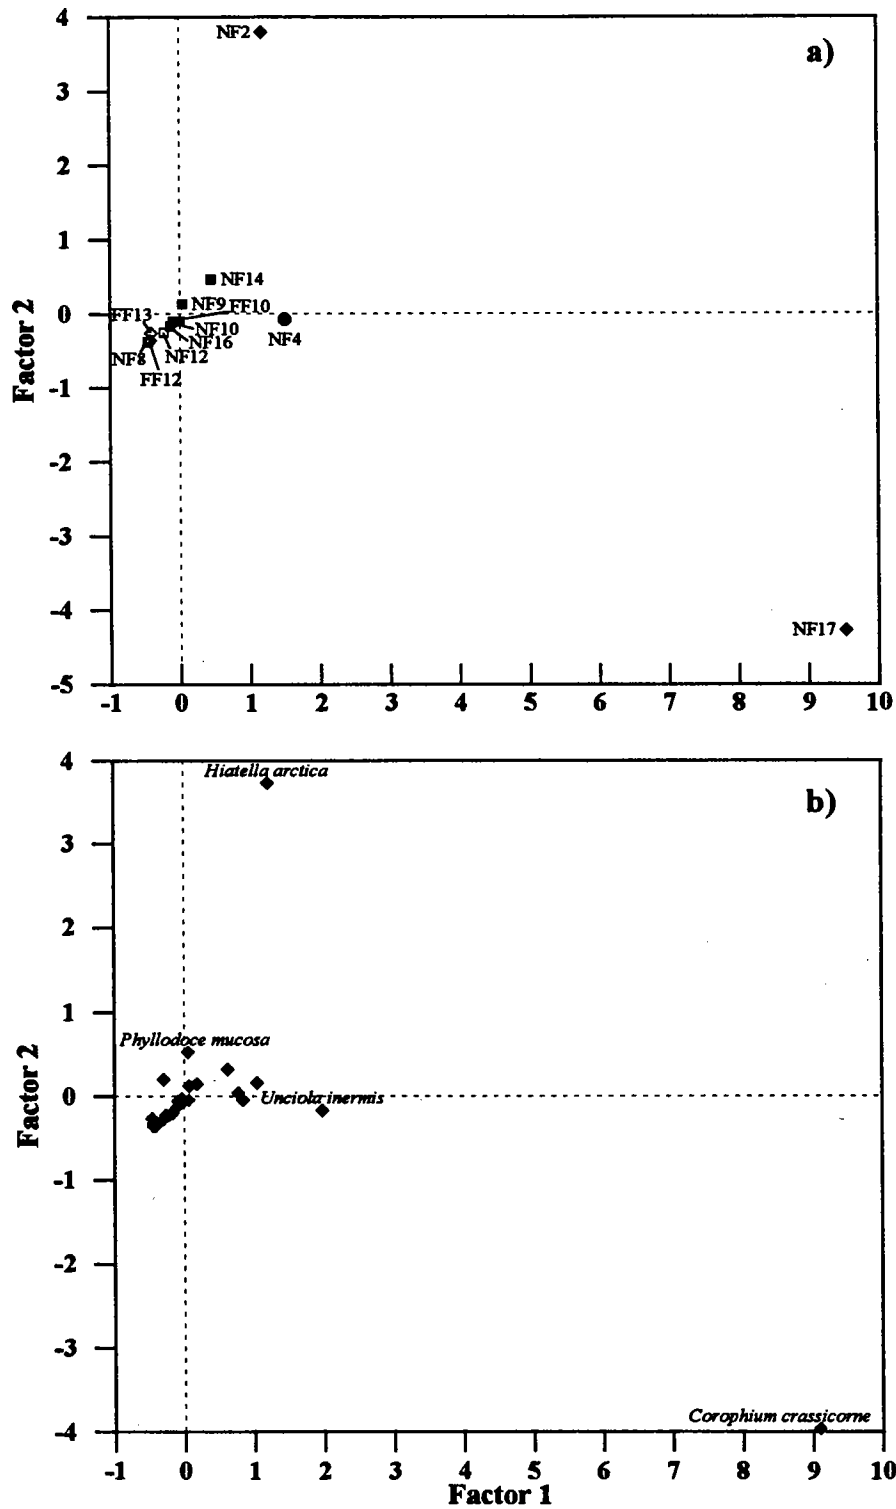 4
NF2
a)
3
2
1
NF14
NF9 FF10
0
FF13
NF10
NF4
NF16
NF8
NF12
FF12
-1
Factor 2
-2
-3
-4
NF17
-5
-1 0 1 2 3 4 5 6 7 8 9 10
4
Hiatella arctica
b)
3
2
1
Phyllodoce mucosa
0
Unciola inermis
Factor 2
-1
-2
-3
Corophium crassicorne
-4
-1 0 1 2 3 4 5 6 7 8 9 10
Factor 1